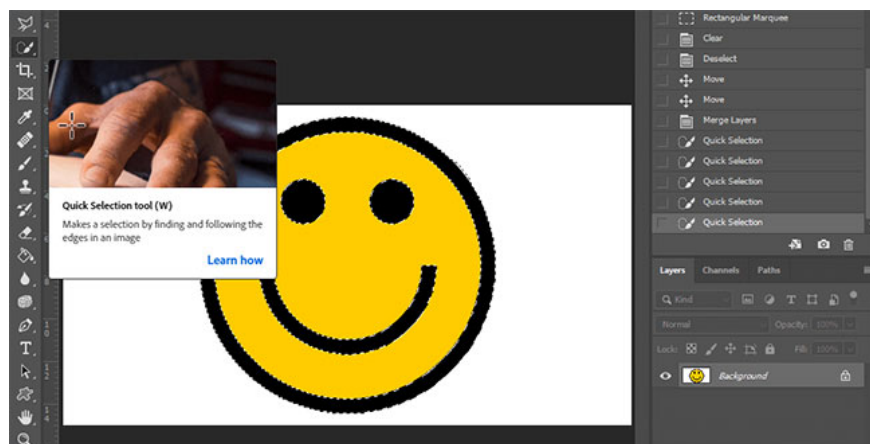 Rectangular Marquee
Clear
Deselect
Move
Move
Merge Layers
Quick Selection
Quick Selection
Quick Selection
Quick Selection
Quick Selection
Quick Selection tool (W)
Makes a selection by finding and following the
edges in an image
Learn how
Layers Channels Paths
Kind
Normal Opacity: 100%
Lock: Fill: 100%
Background